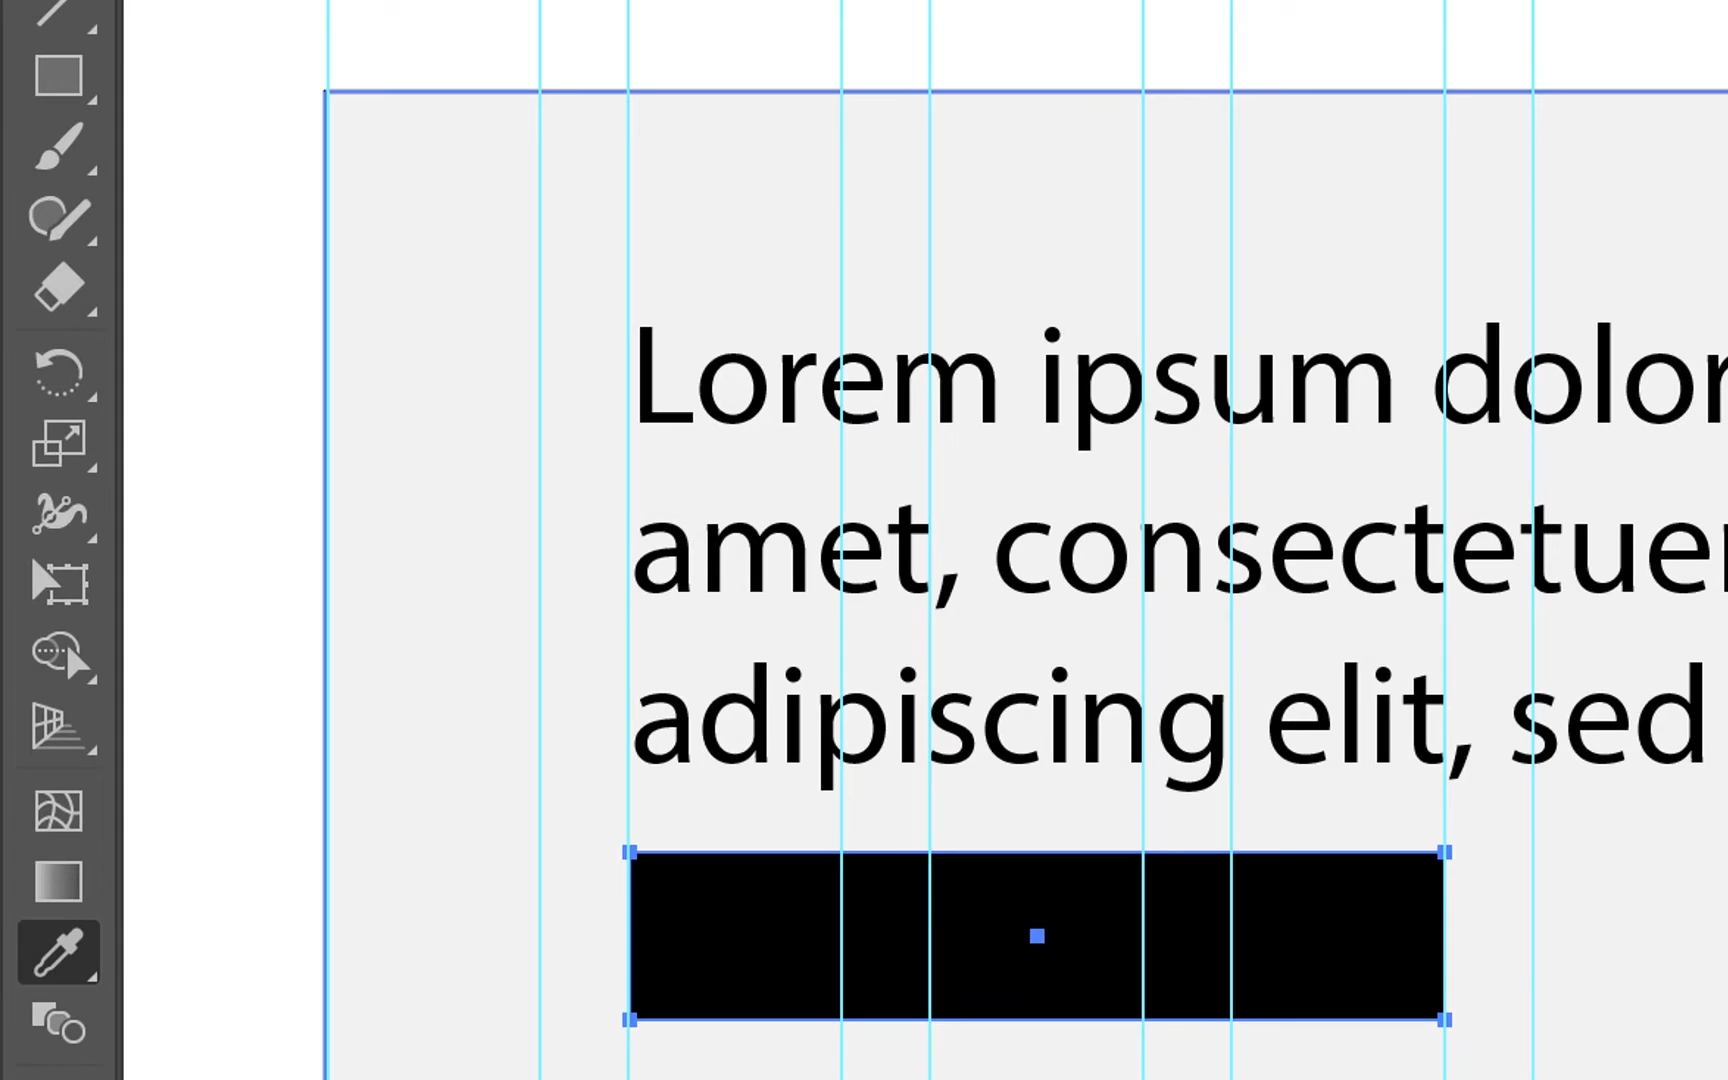 Lorem ipsum dolor
amet, consectetuer
adipiscing elit, sed